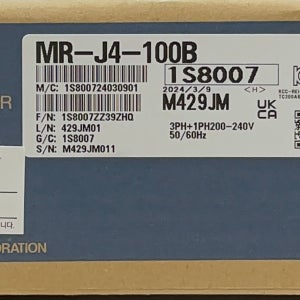 MR-J4-100B
1S8007
M/C: 1S800724030901
2024/3/9 <H>
M429JM
F/N: 1S8007ZZ39ZHQ
L/N: 429JM01
G/C: 1S8007
S/N: M429JM011
3PH+1PH200-240V
50/60Hz
UK
CA
ER
ORATION